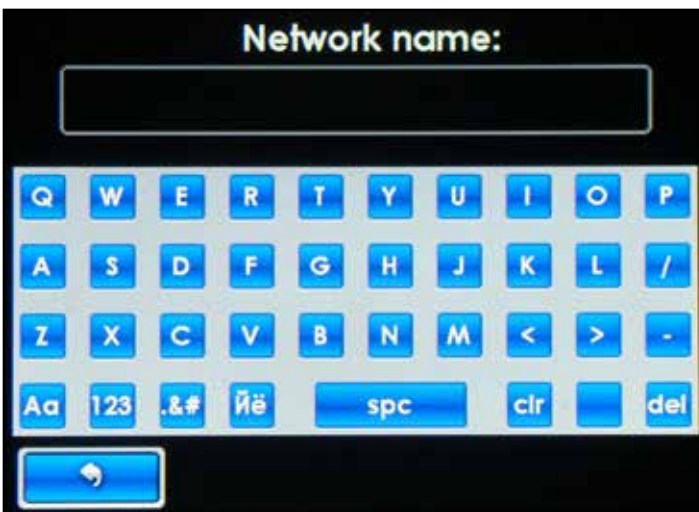 Network name:
Q W E R T Y U I O P
A S D F G H J K L /
Z X C V B N M < > -
Aa 123 .&# Йё spc clr del